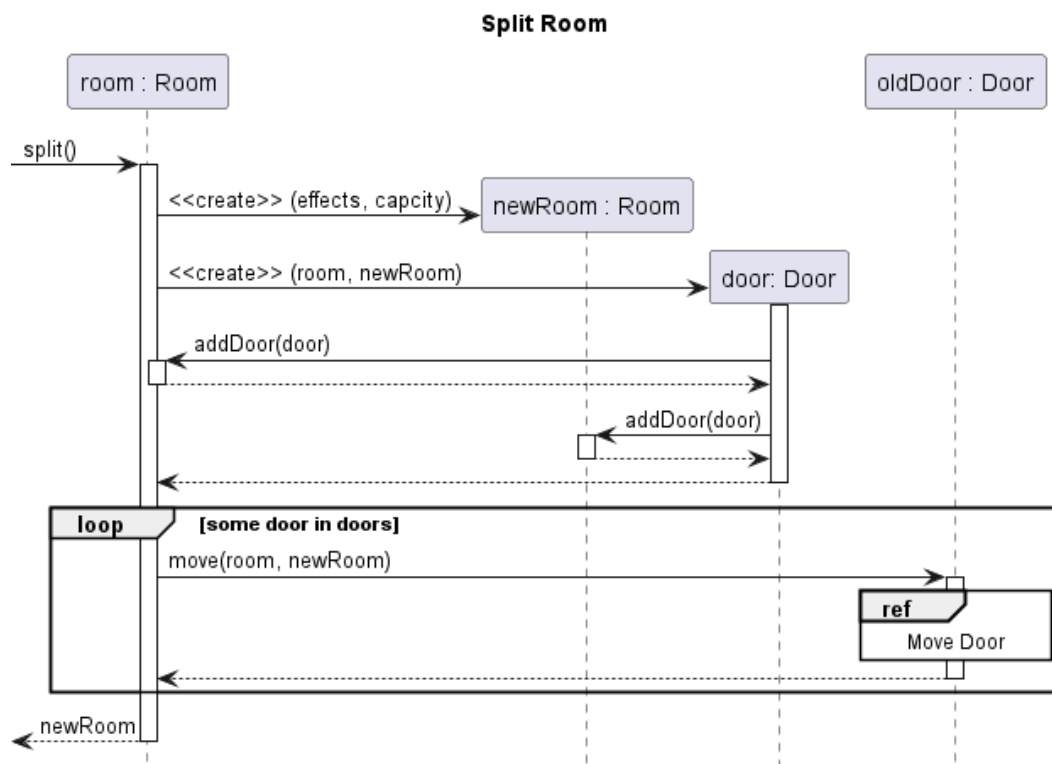 Split Room
room : Room
oldDoor : Door
split()
<<create>> (effects, capcity)
newRoom : Room
<<create>> (room, newRoom)
door: Door
addDoor(door)
addDoor(door)
loop
[some door in doors]
move(room, newRoom)
ref
Move Door
newRoom